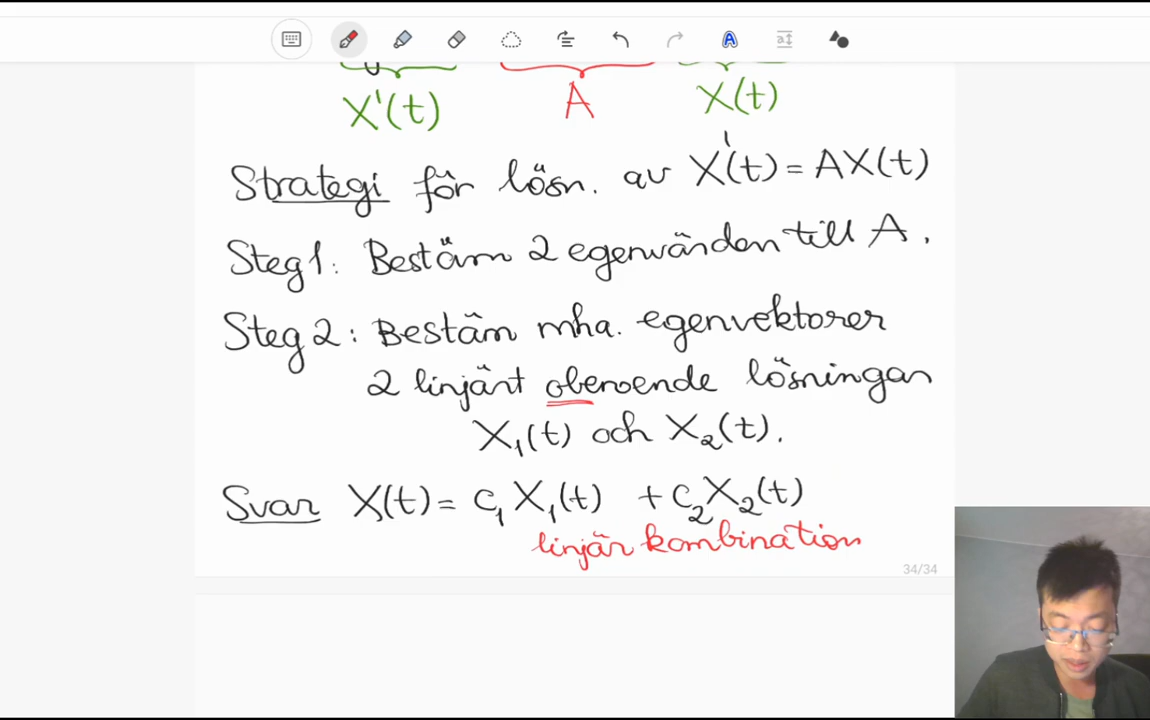 X'(t) A X(t)
Strategi för lösn. av X'(t) = AX(t)
Steg 1: Bestäm 2 egenvärden till A.
Steg 2: Bestäm mha. egenvektorer
2 linjärt oberoende lösningar
X₁(t) och X₂(t).
Svar X(t) = C₁X₁(t) + C₂X₂(t)
linjär kombination
34/34